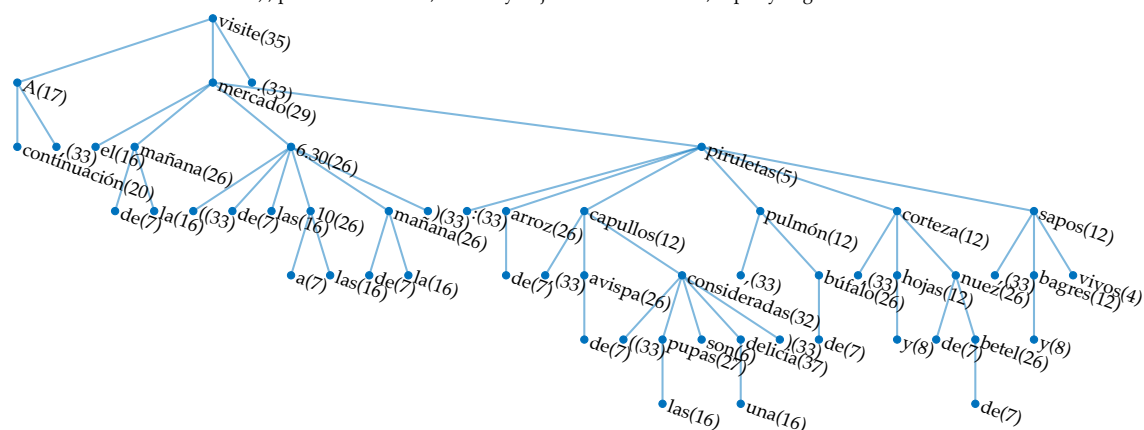 visite(35)
A(17)
mercado(29)
.(33)
continuación(20)
,(33)
el(16)
mañana(26)
6.30(26)
piruletas(5)
de(7)
la(16)
((33)
de(7)
las(16)
10(26)
mañana(26)
)(33)
:(33)
arroz(26)
capullos(12)
pulmón(12)
corteza(12)
sapos(12)
a(7)
las(16)
de(7)
la(16)
de(7)
,(33)
avispa(26)
consideradas(32)
,(33)
búfalo(26)
,(33)
hojas(12)
nuez(26)
,(33)
bagres(12)
vivos(4)
de(7)
((33)
pupas(27)
son(6)
delicia(37)
)(33)
de(7)
y(8)
de(7)
betel(26)
y(8)
las(16)
una(16)
de(7)